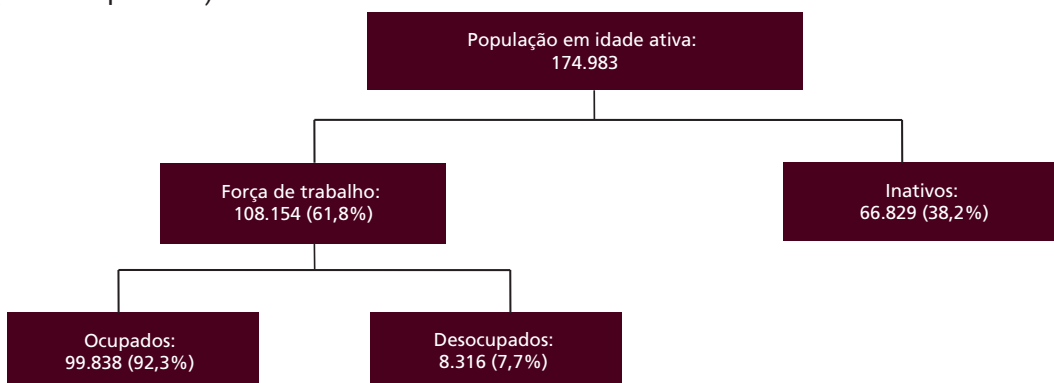 População em idade ativa:
174.983
Força de trabalho:
108.154 (61,8%)
Inativos:
66.829 (38,2%)
Ocupados:
99.838 (92,3%)
Desocupados:
8.316 (7,7%)